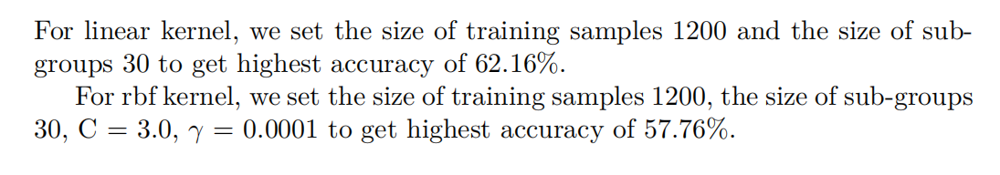 For linear kernel, we set the size of training samples 1200 and the size of sub-
groups 30 to get highest accuracy of 62.16%.
For rbf kernel, we set the size of training samples 1200, the size of sub-groups
30, C = 3.0, γ = 0.0001 to get highest accuracy of 57.76%.